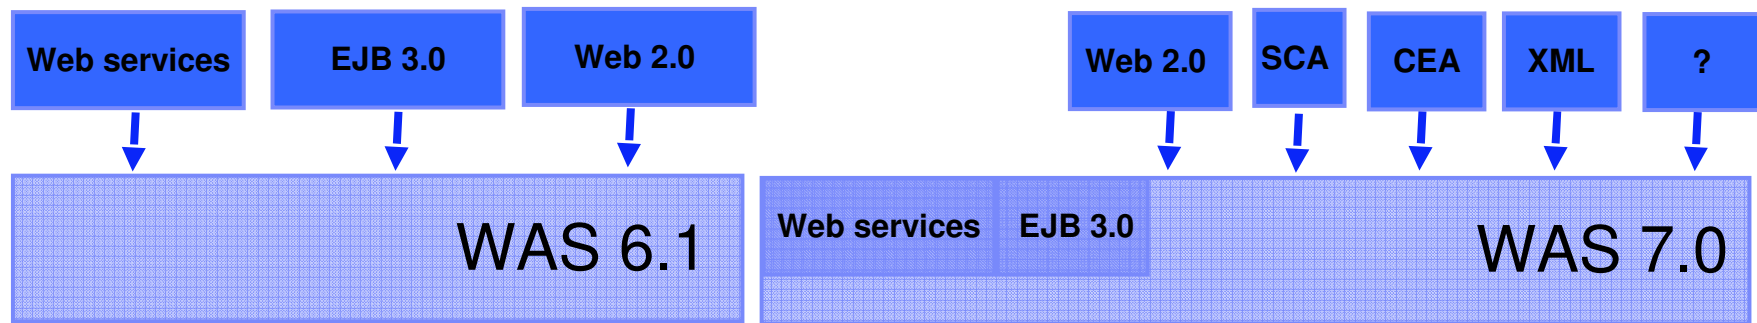 Web services
EJB 3.0
Web 2.0
Web 2.0
SCA
CEA
XML
?
WAS 6.1
Web services
EJB 3.0
WAS 7.0